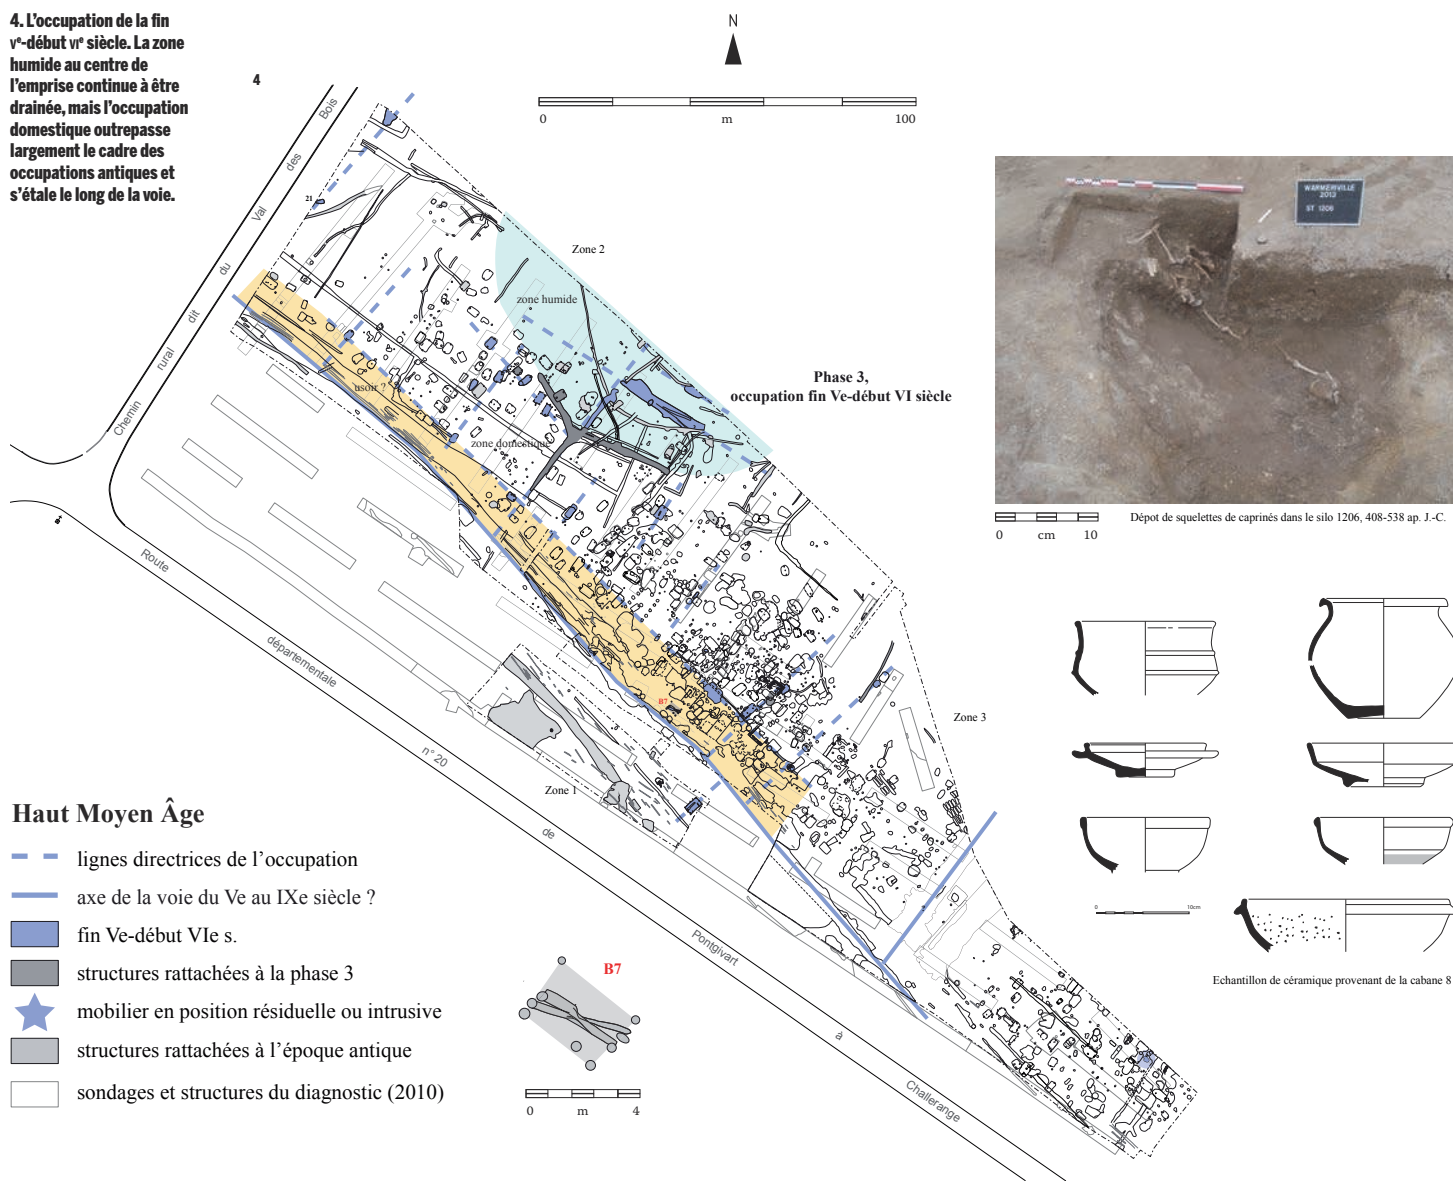 4. L’occupation de la fin
Ve-début VIe siècle. La zone
humide au centre de
l’emprise continue à être
drainée, mais l’occupation
domestique outrepasse
largement le cadre des
occupations antiques et
s’étale le long de la voie.
4
N
0 m 100
Chemin rural dit du Val des Bois
21
Zone 2
zone humide
usoir ?
zone domestique
Phase 3,
occupation fin Ve-début VI siècle
WARMERIVILLE
2013
ST 1206
0 cm 10
Dépot de squelettes de caprinés dans le silo 1206, 408-538 ap. J.-C.
B7
Zone 3
Zone 1
Route départementale n° 20 de Pontgivart à Challerange
Haut Moyen Âge
lignes directrices de l’occupation
axe de la voie du Ve au IXe siècle ?
fin Ve-début VIe s.
structures rattachées à la phase 3
mobilier en position résiduelle ou intrusive
structures rattachées à l’époque antique
sondages et structures du diagnostic (2010)
B7
0 m 4
0 10cm
Echantillon de céramique provenant de la cabane 8